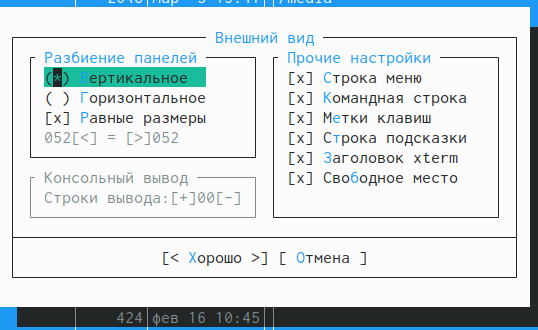 Внешний вид
Разбиение панелей
(*) Вертикальное
( ) Горизонтальное
[x] Равные размеры
052[<] = [>]052
Консольный вывод
Строки вывода:[+]00[-]
Прочие настройки
[x] Строка меню
[x] Командная строка
[x] Метки клавиш
[x] Строка подсказки
[x] Заголовок xterm
[x] Свободное место
[< Хорошо >] [ Отмена ]
424 фев 16 10:45